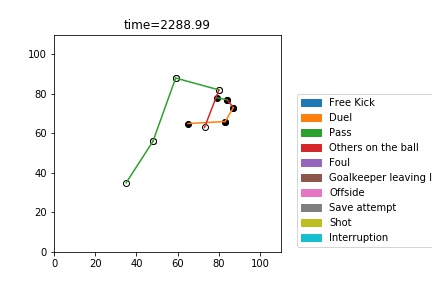 time=2288.99
100
80
60
40
20
0
0 20 40 60 80 100
Free Kick
Duel
Pass
Others on the ball
Foul
Goalkeeper leaving l
Offside
Save attempt
Shot
Interruption